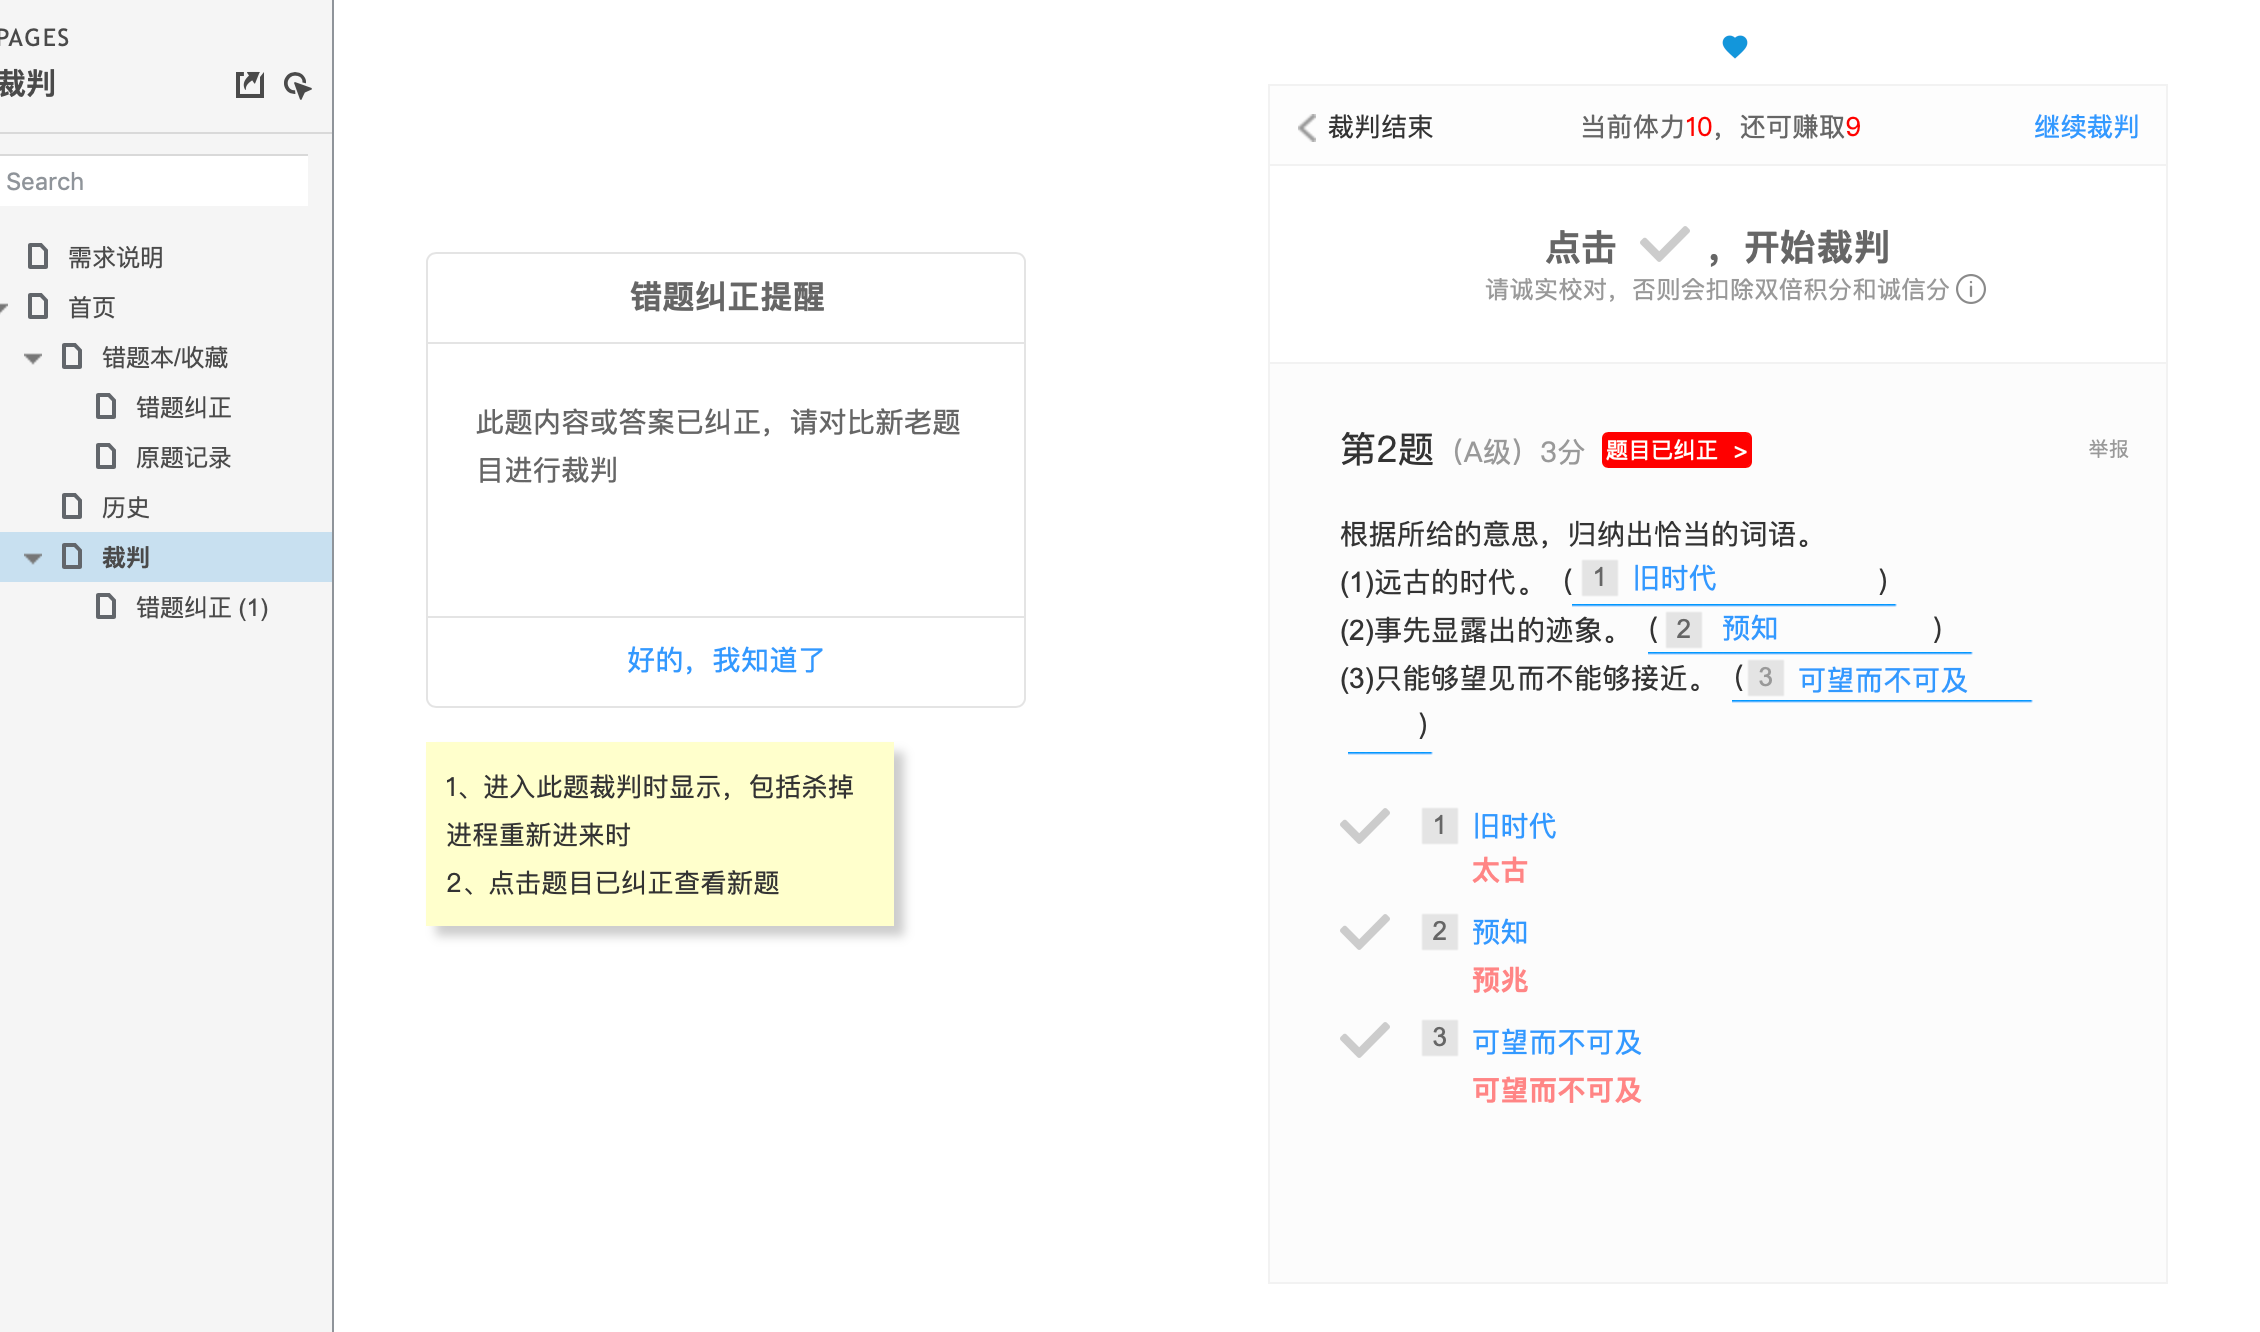 PAGES
裁判
Search
需求说明
首页
错题本/收藏
错题纠正
原题记录
历史
裁判
错题纠正 (1)
错题纠正提醒
此题内容或答案已纠正，请对比新老题
目进行裁判
好的，我知道了
1、进入此题裁判时显示，包括杀掉
进程重新进来时
2、点击题目已纠正查看新题
裁判结束 当前体力10，还可赚取9 继续裁判
点击 ，开始裁判
请诚实校对，否则会扣除双倍积分和诚信分
第2题 （A级）3分 题目已纠正 > 举报
根据所给的意思，归纳出恰当的词语。
(1)远古的时代。（ 1 旧时代 ）
(2)事先显露出的迹象。（ 2 预知 ）
(3)只能够望见而不能够接近。（ 3 可望而不可及
）
1 旧时代
太古
2 预知
预兆
3 可望而不可及
可望而不可及